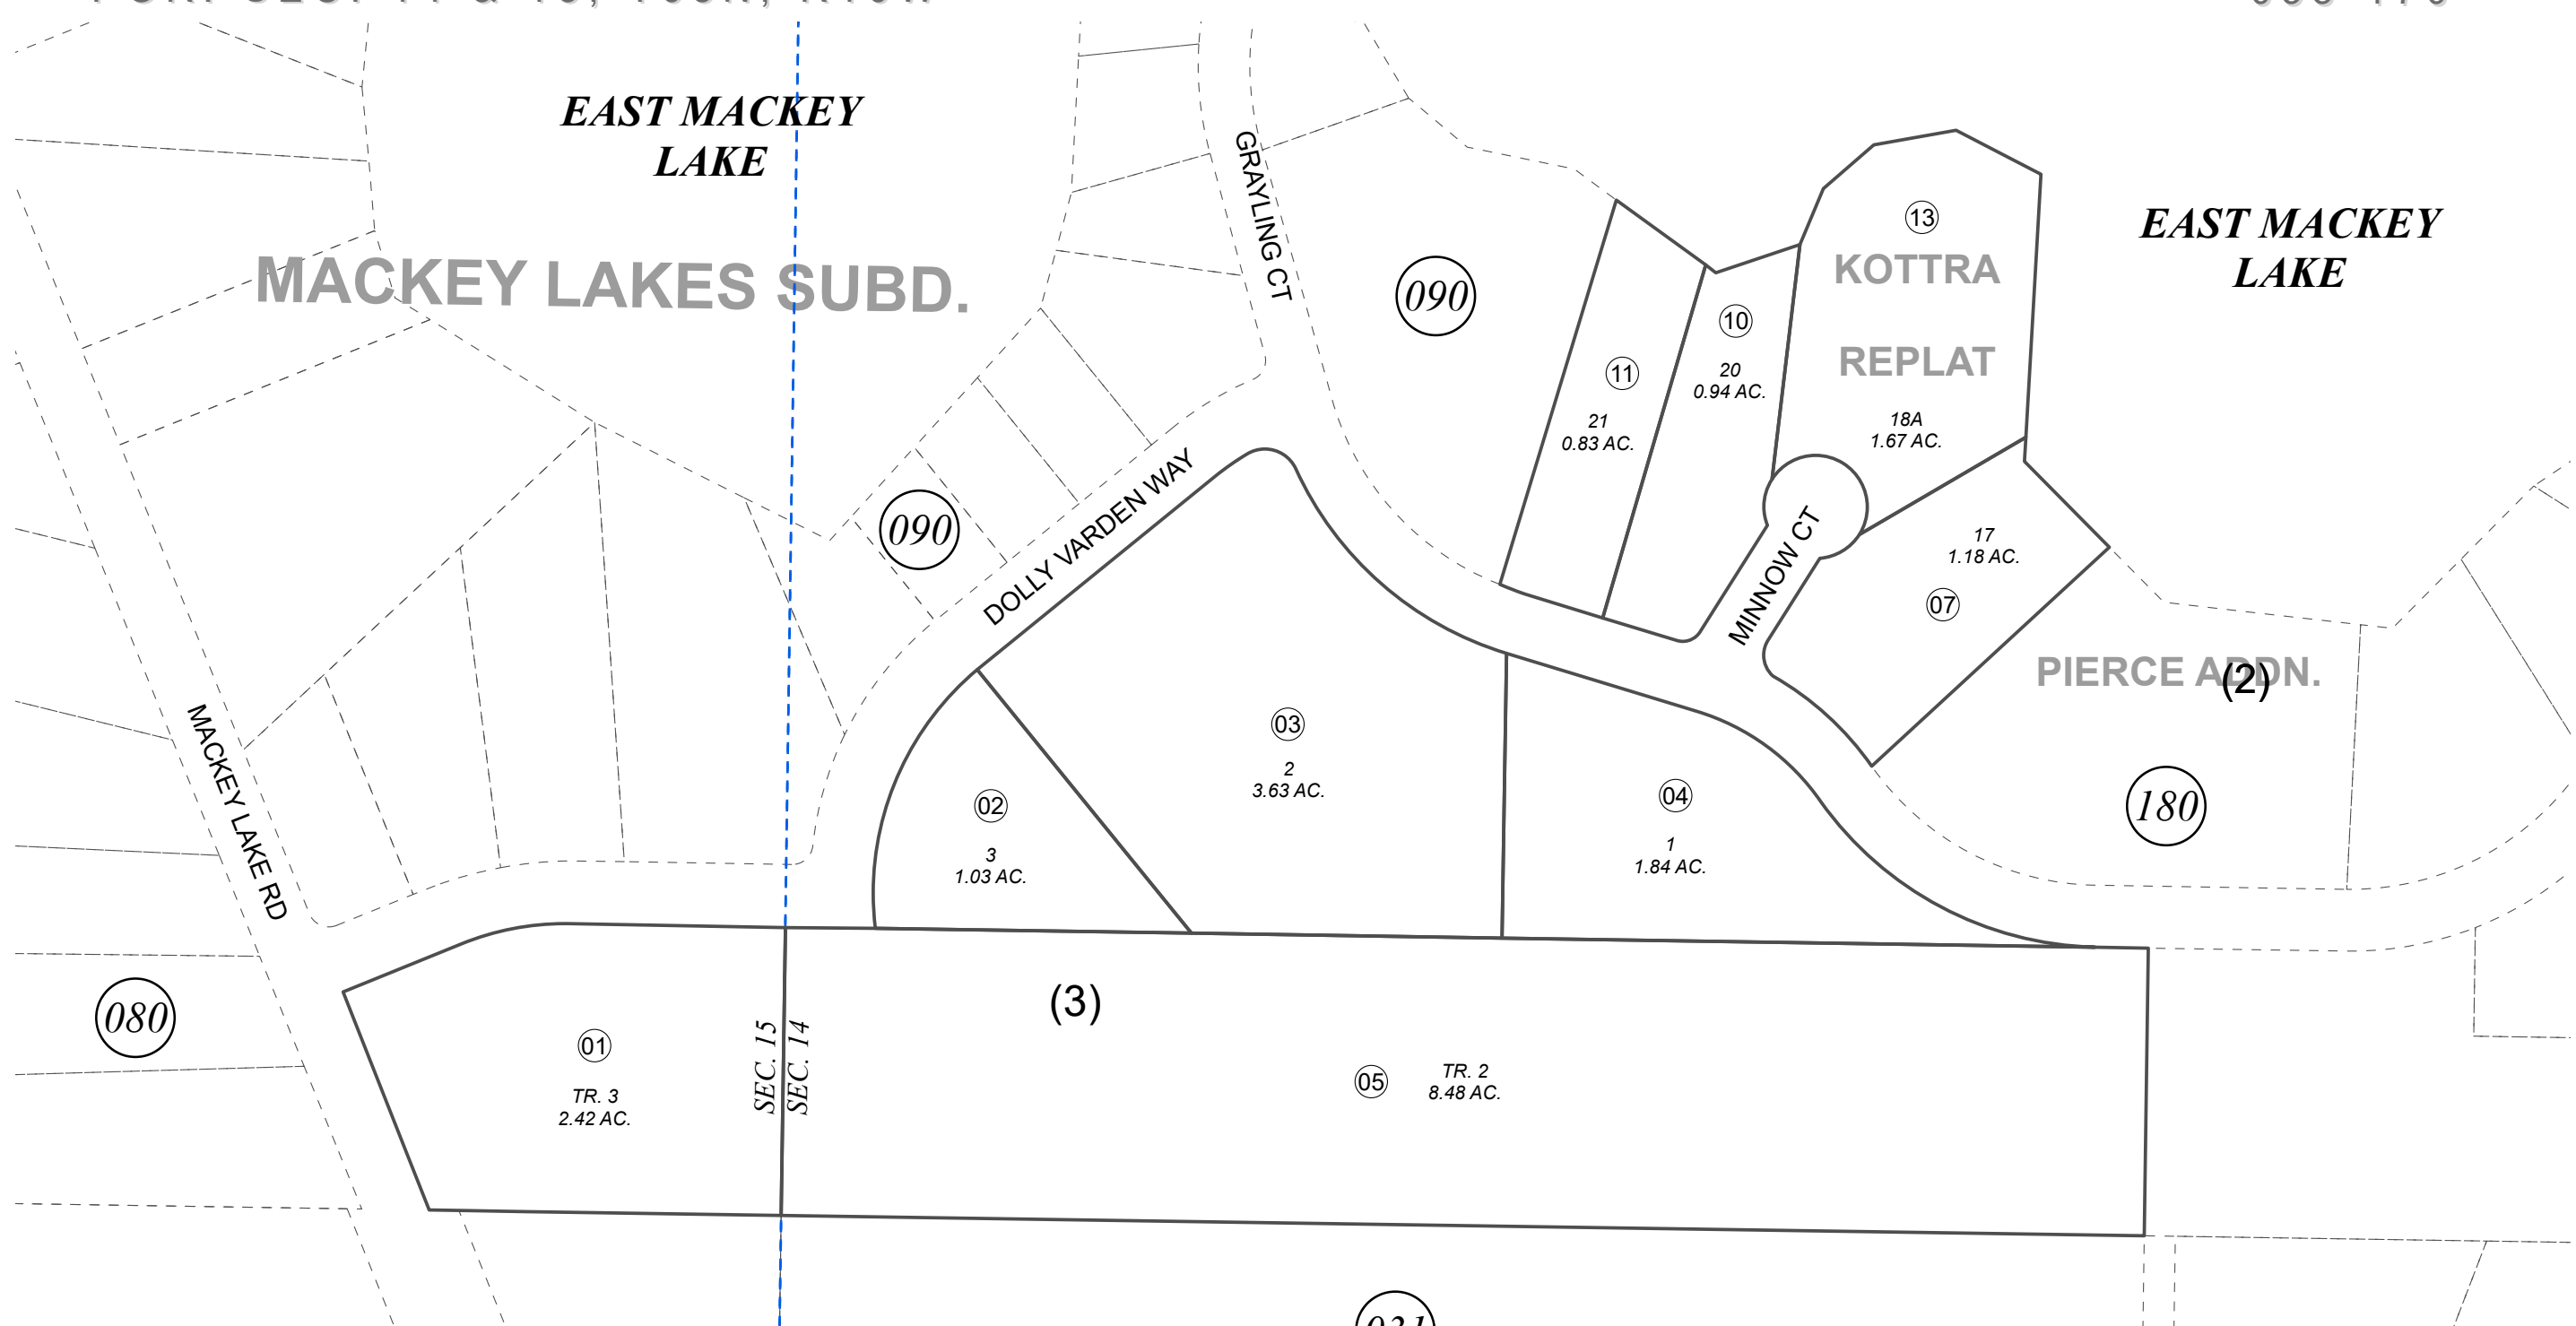 EAST MACKEY
LAKE
MACKEY LAKES SUBD.
GRAYLING CT
090
13
KOTTRA
REPLAT
18A
1.67 AC.
EAST MACKEY
LAKE
10
20
0.94 AC.
11
21
0.83 AC.
090
DOLLY VARDEN WAY
MINNOW CT
17
1.18 AC.
07
PIERCE ADDN.
(2)
180
MACKEY LAKE RD
02
3
1.03 AC.
03
2
3.63 AC.
04
1
1.84 AC.
080
01
TR. 3
2.42 AC.
SEC. 15
SEC. 14
(3)
05
TR. 2
8.48 AC.